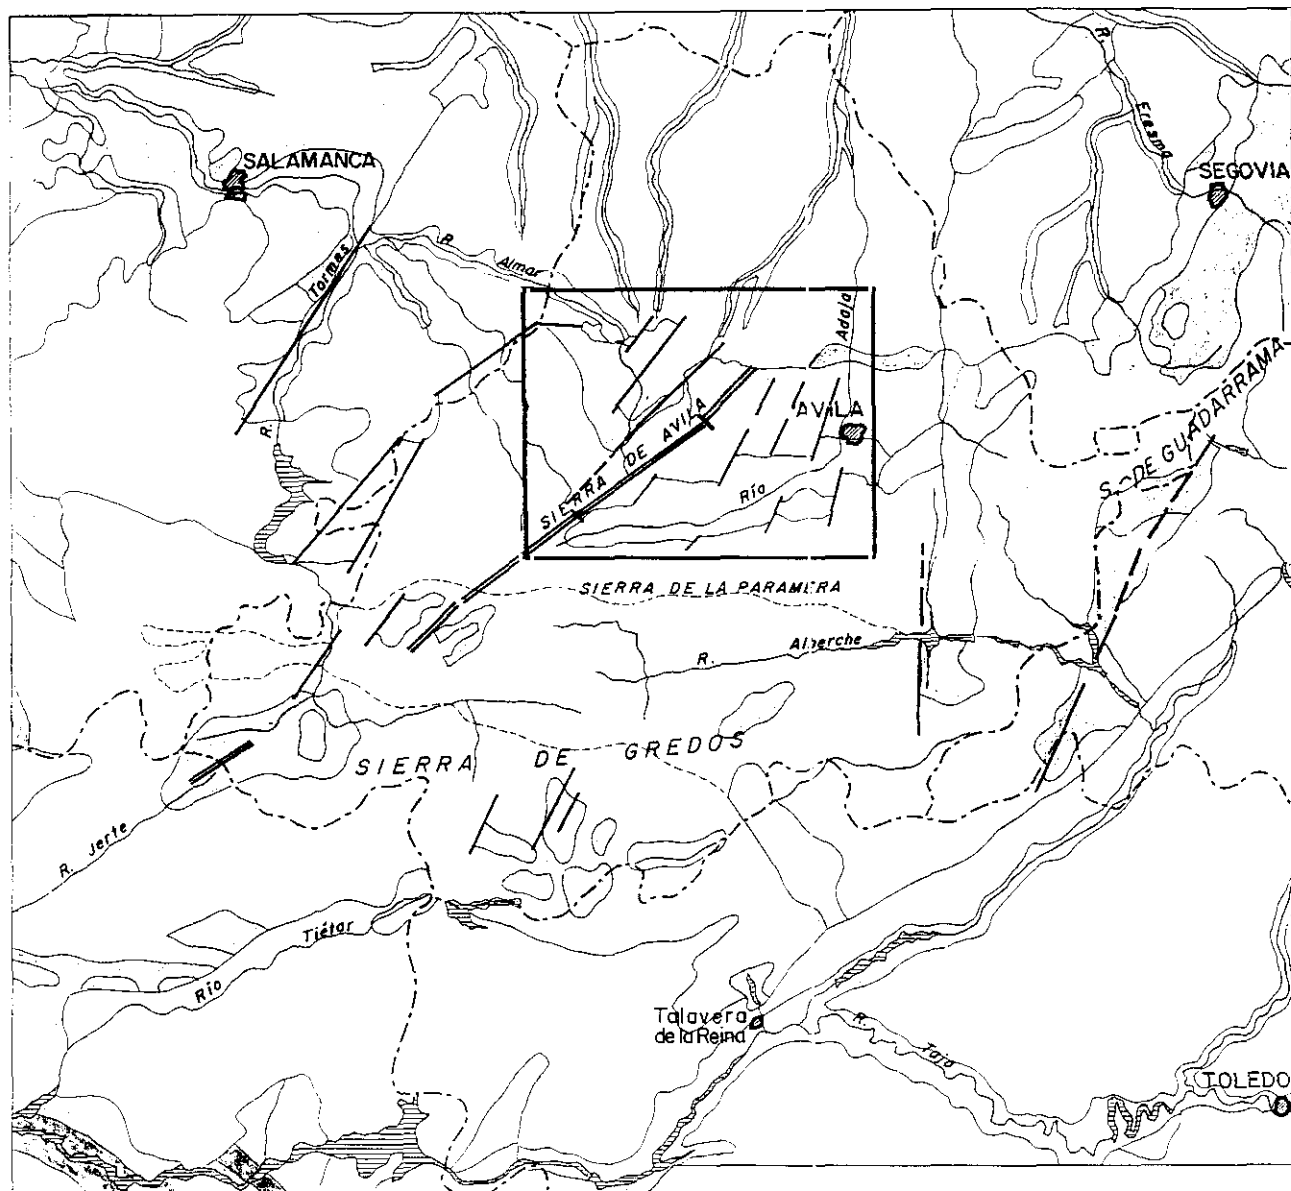 R.
Eresma
SALAMANCA
SEGOVIA
R.
Almar
Tormes
R.
Adaja
S. DE GUADARRAMA
AVILA
SIERRA DE AVILA
Río
SIERRA DE LA PARAMERA
R. Alberche
SIERRA DE GREDOS
R. Jerte
Río Tiétar
Talavera
de la Reina
R. Tajo
TOLEDO